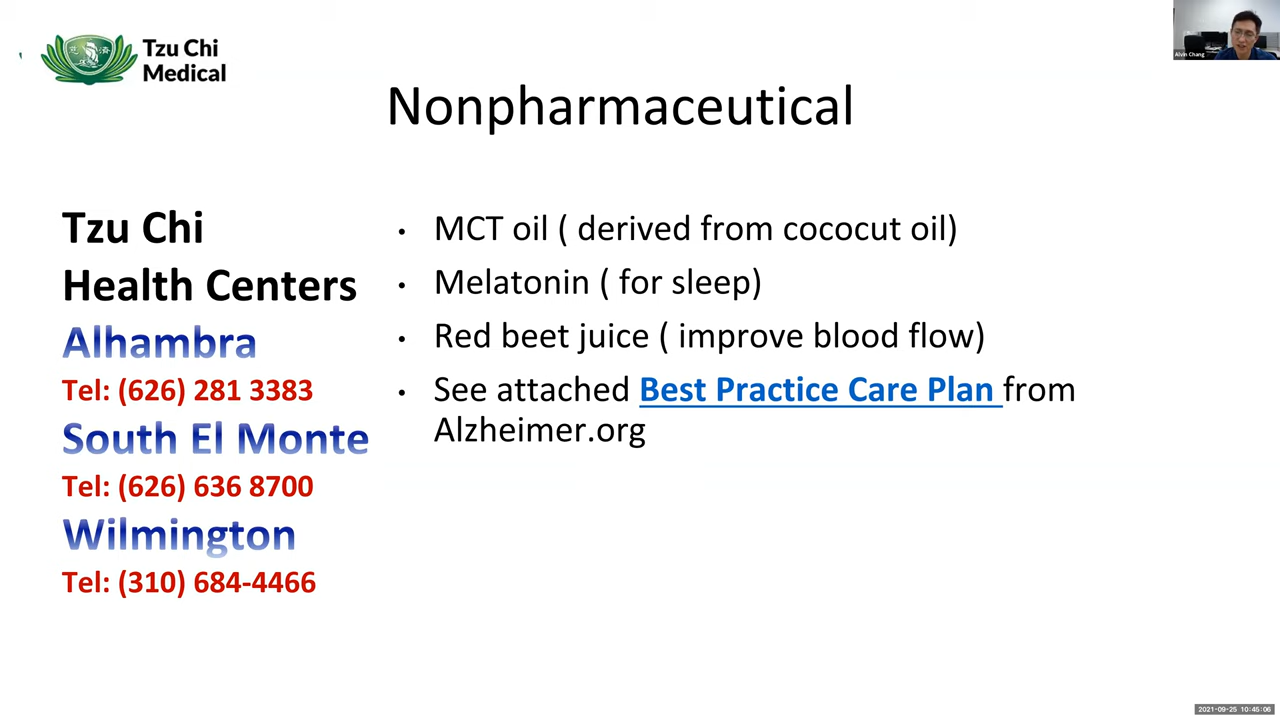 Tzu Chi
Medical
Alvin Chang
Nonpharmaceutical
Tzu Chi
Health Centers
Alhambra
Tel: (626) 281 3383
South El Monte
Tel: (626) 636 8700
Wilmington
Tel: (310) 684-4466
• MCT oil ( derived from cococut oil)
• Melatonin ( for sleep)
• Red beet juice ( improve blood flow)
• See attached Best Practice Care Plan from
Alzheimer.org
2021-09-25 10:45:06